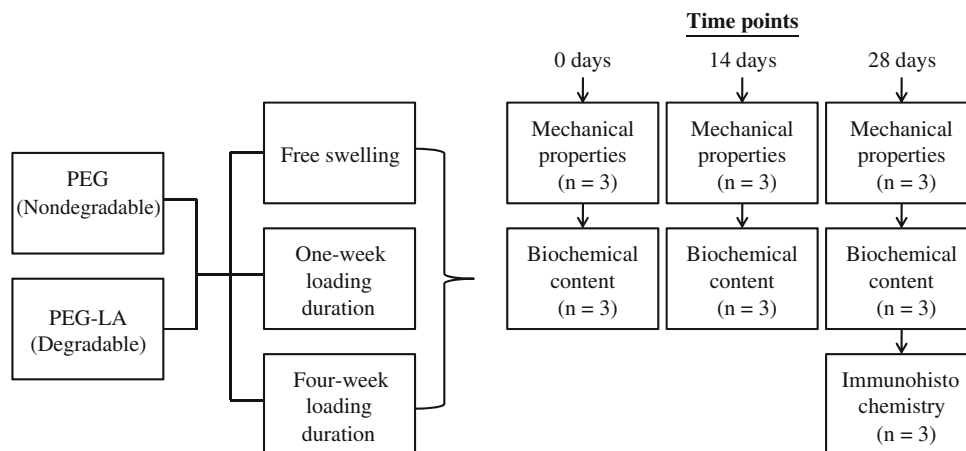 Time points
0 days
14 days
28 days
PEG
(Nondegradable)
PEG-LA
(Degradable)
Free swelling
One-week
loading
duration
Four-week
loading
duration
Mechanical
properties
(n = 3)
Biochemical
content
(n = 3)
Mechanical
properties
(n = 3)
Biochemical
content
(n = 3)
Mechanical
properties
(n = 3)
Biochemical
content
(n = 3)
Immunohisto
chemistry
(n = 3)